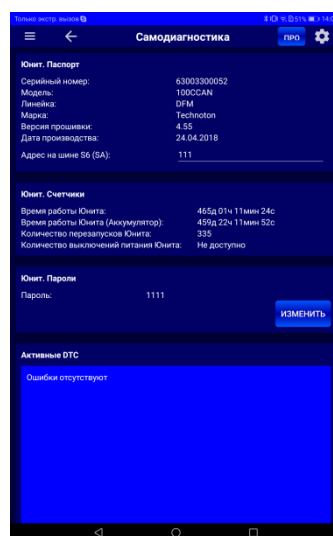 Только экстр. вызов 51% 14:0
Самодиагностика ПРО
Юнит. Паспорт
Серийный номер: 63003300052
Модель: 100CCAN
Линейка: DFM
Марка: Technoton
Версия прошивки: 4.55
Дата производства: 24.04.2018
Адрес на шине S6 (SA): 111
Юнит. Счетчики
Время работы Юнита: 465д 01ч 11мин 24с
Время работы Юнита (Аккумулятор): 459д 22ч 11мин 52с
Количество перезапусков Юнита: 335
Количество выключений питания Юнита: Не доступно
Юнит. Пароли
Пароль: 1111
ИЗМЕНИТЬ
Активные DTC
Ошибки отсутствуют